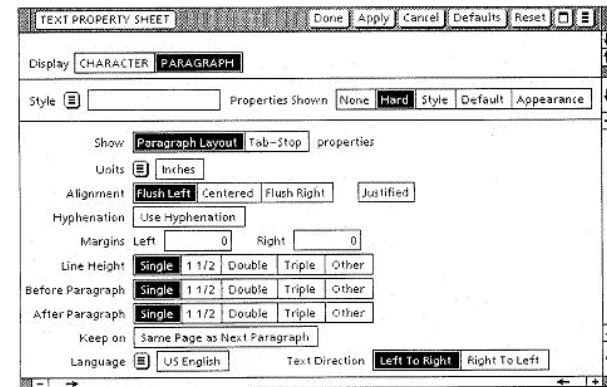 TEXT PROPERTY SHEET Done Apply Cancel Defaults Reset
Display CHARACTER PARAGRAPH
Style Properties Shown None Hard Style Default Appearance
Show Paragraph Layout Tab-Stop properties
Units Inches
Alignment Flush Left Centered Flush Right Justified
Hyphenation Use Hyphenation
Margins Left 0 Right 0
Line Height Single 1 1/2 Double Triple Other
Before Paragraph Single 1 1/2 Double Triple Other
After Paragraph Single 1 1/2 Double Triple Other
Keep on Same Page as Next Paragraph
Language US English Text Direction Left To Right Right To Left